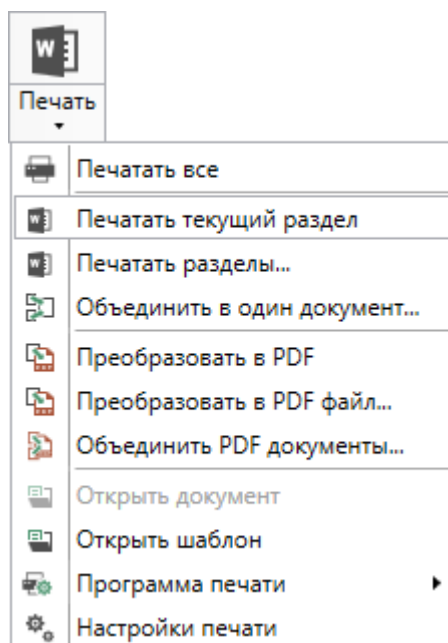 Печать
Печатать все
Печатать текущий раздел
Печатать разделы...
Объединить в один документ...
Преобразовать в PDF
Преобразовать в PDF файл...
Объединить PDF документы...
Открыть документ
Открыть шаблон
Программа печати
Настройки печати